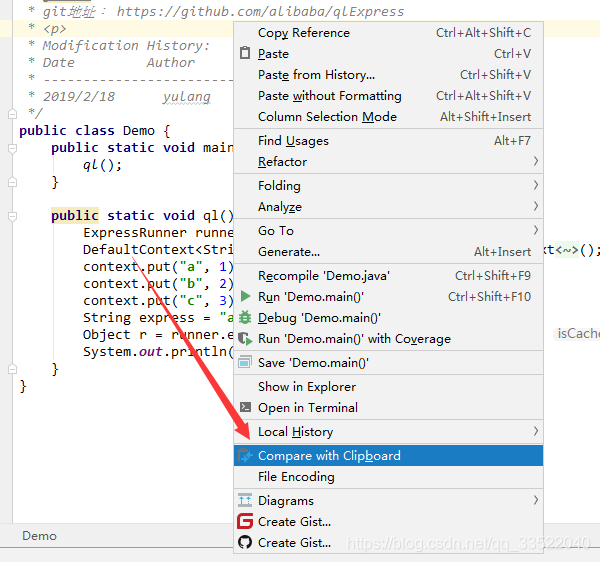 * git地址： https://github.com/alibaba/qlExpress
* <p>
* Modification History:
* Date Author
* 2019/2/18 yulang
*/
public class Demo {
public static void main
ql();
}
public static void ql()
ExpressRunner runne
DefaultContext<Stri
xt<~>();
context.put("a", 1)
context.put("b", 2)
context.put("c", 3)
String express = "a
Object r = runner.e
isCache
System.out.println(
}
}
Copy Reference Ctrl+Alt+Shift+C
Paste Ctrl+V
Paste from History... Ctrl+Shift+V
Paste without Formatting Ctrl+Alt+Shift+V
Column Selection Mode Alt+Shift+Insert
Find Usages Alt+F7
Refactor
Folding
Analyze
Go To
Generate... Alt+Insert
Recompile 'Demo.java' Ctrl+Shift+F9
Run 'Demo.main()' Ctrl+Shift+F10
Debug 'Demo.main()'
Run 'Demo.main()' with Coverage
Save 'Demo.main()'
Show in Explorer
Open in Terminal
Local History
Compare with Clipboard
File Encoding
Diagrams
Create Gist...
Create Gist...
Demo
https://blog.csdn.net/qq_33522040